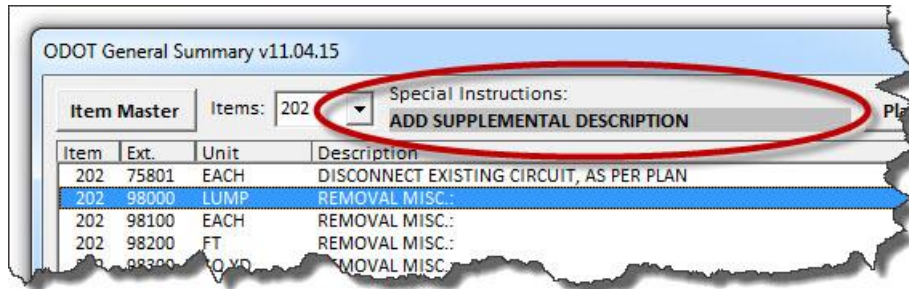 ODOT General Summary v11.04.15
Special Instructions:
Item Master Items: 202 ADD SUPPLEMENTAL DESCRIPTION
Item Ext. Unit Description
202 75801 EACH DISCONNECT EXISTING CIRCUIT, AS PER PLAN
202 98000 LUMP REMOVAL MISC.:
202 98100 EACH REMOVAL MISC.:
202 98200 FT REMOVAL MISC.: